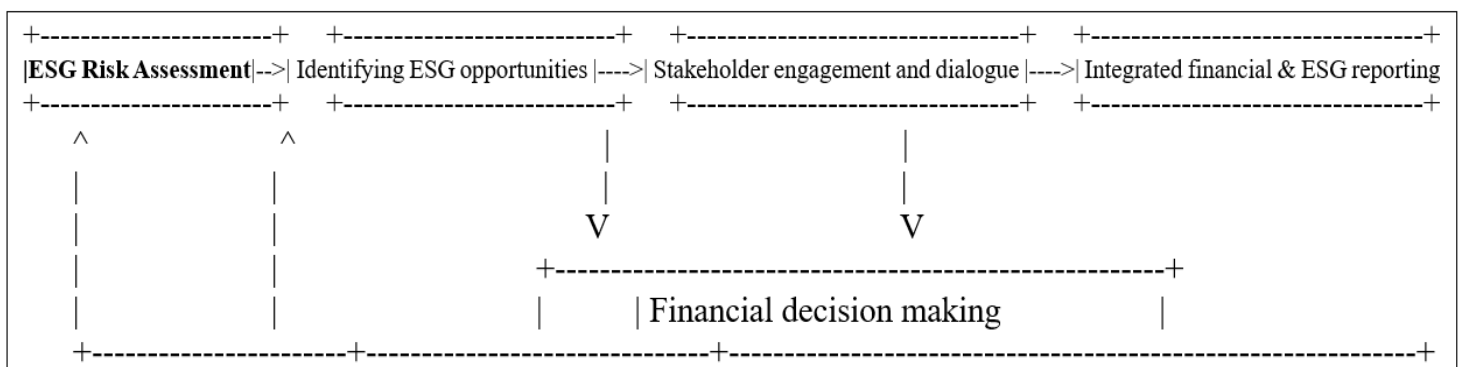 +-----------------------+ +---------------------------+ +-----------------------------------+ +---------------------------------+
|ESG Risk Assessment|-->| Identifying ESG opportunities |---->| Stakeholder engagement and dialogue |---->| Integrated financial & ESG reporting
+-----------------------+ +---------------------------+ +-----------------------------------+ +---------------------------------+
^ ^ | |
| | | |
| | V V
| | +-------------------------------------------------------+
| | | | Financial decision making |
+-----------------------+--------------------------------+---------------------------------------------------------------+